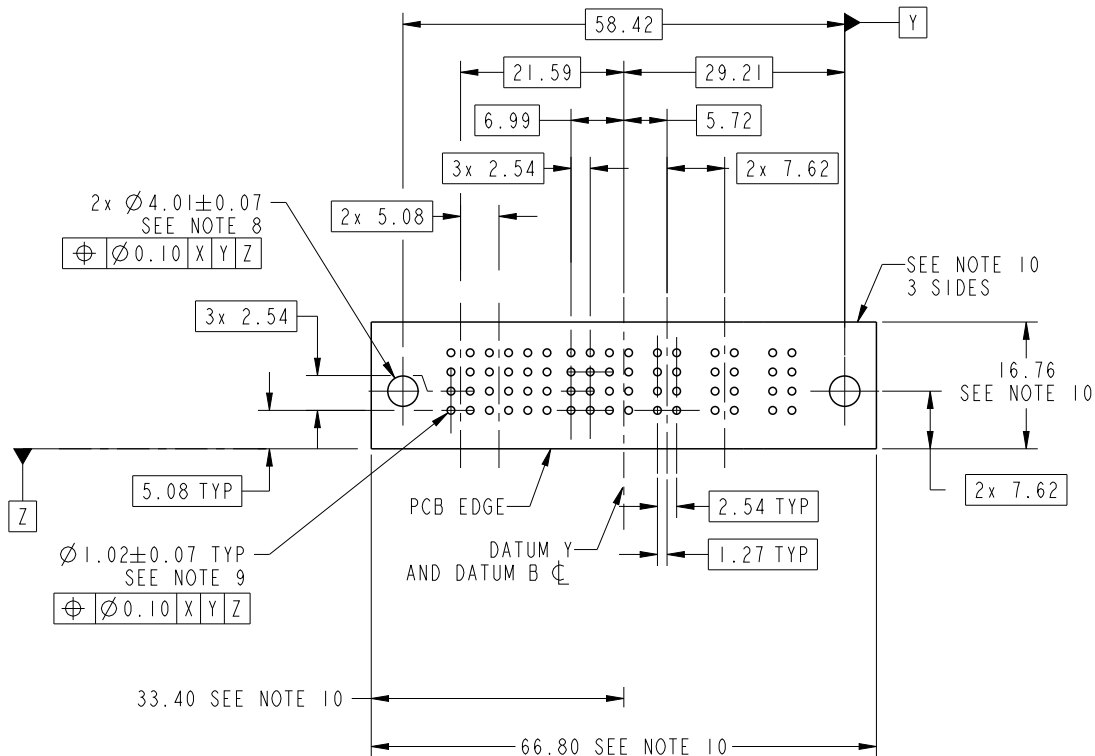 58.42
Y
21.59
29.21
6.99
5.72
3x 2.54
2x 7.62
2x Ø4.01±0.07
SEE NOTE 8
⌖ Ø0.10 X Y Z
2x 5.08
SEE NOTE 10
3 SIDES
3x 2.54
16.76
SEE NOTE 10
5.08 TYP
Z
PCB EDGE
2.54 TYP
2x 7.62
Ø1.02±0.07 TYP
SEE NOTE 9
⌖ Ø0.10 X Y Z
DATUM Y
AND DATUM B ℄
1.27 TYP
33.40 SEE NOTE 10
66.80 SEE NOTE 10